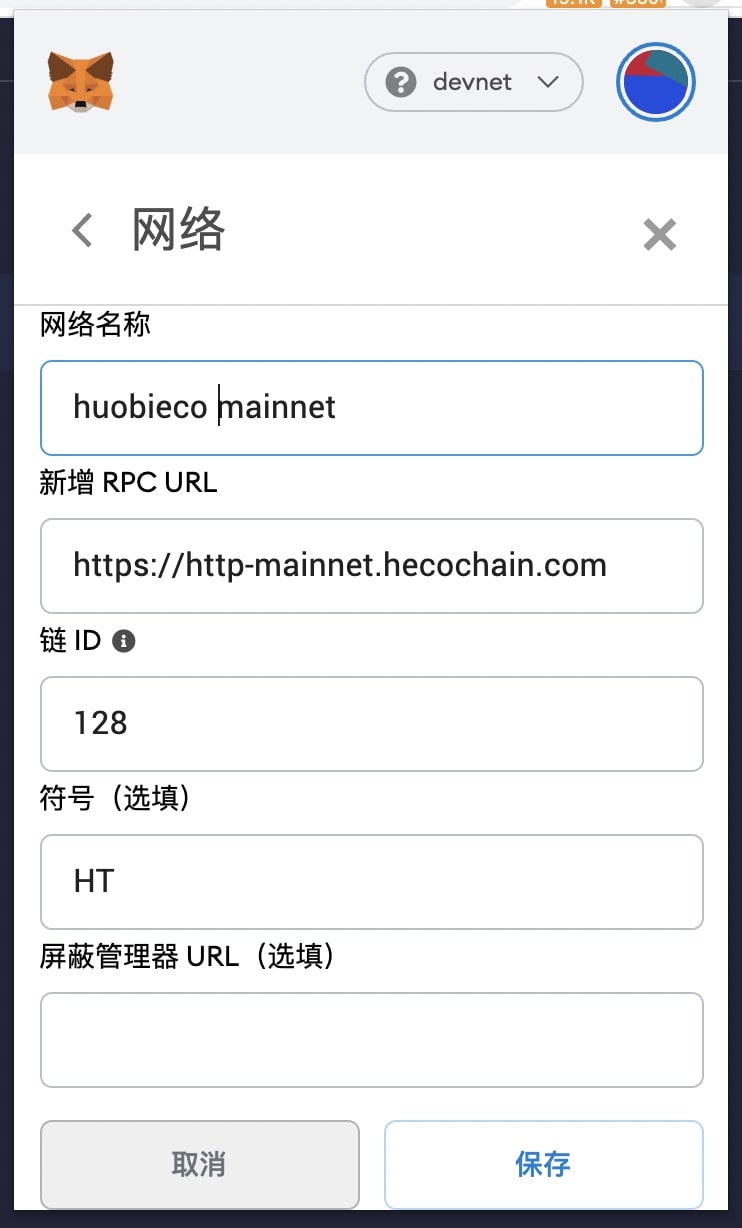 devnet
网络
网络名称
huobieco mainnet
新增 RPC URL
https://http-mainnet.hecochain.com
链 ID
128
符号（选填）
HT
屏蔽管理器 URL（选填）
取消
保存